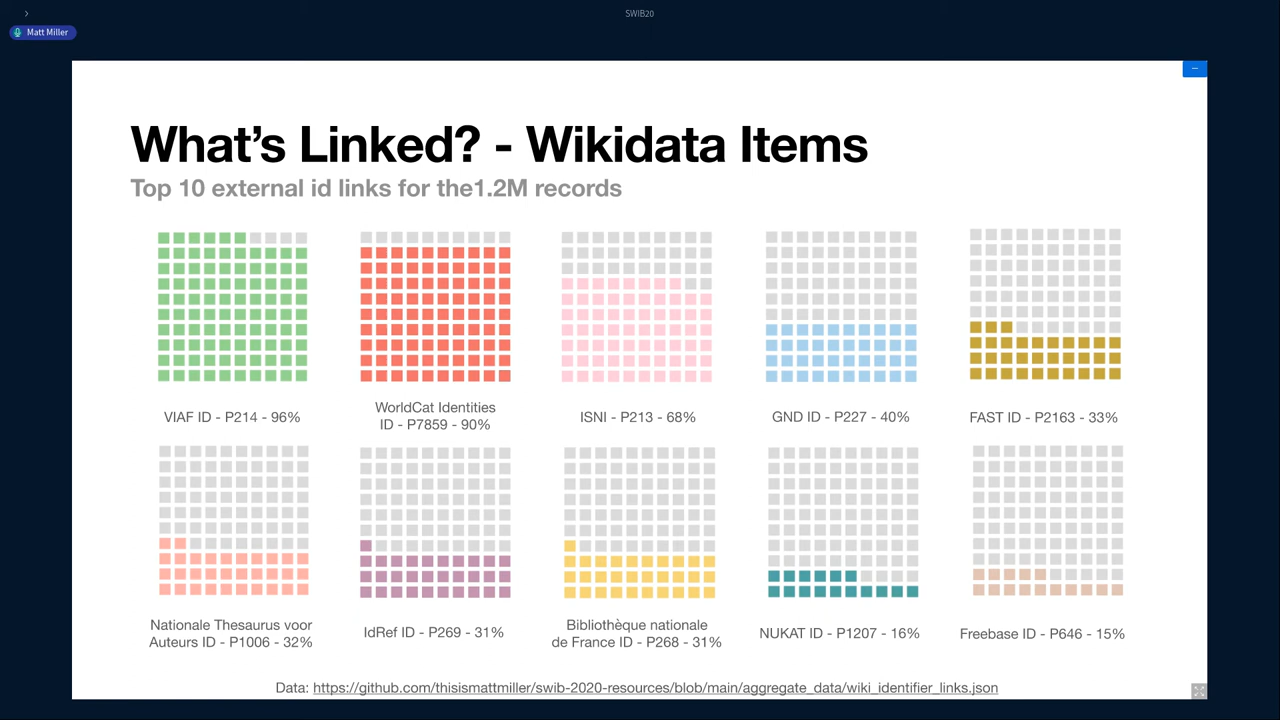 SWIB20
Matt Miller
What's Linked? - Wikidata Items
Top 10 external id links for the1.2M records
VIAF ID - P214 - 96%
WorldCat Identities
ID - P7859 - 90%
ISNI - P213 - 68%
GND ID - P227 - 40%
FAST ID - P2163 - 33%
Nationale Thesaurus voor
Auteurs ID - P1006 - 32%
IdRef ID - P269 - 31%
Bibliothèque nationale
de France ID - P268 - 31%
NUKAT ID - P1207 - 16%
Freebase ID - P646 - 15%
Data: https://github.com/thisismattmiller/swib-2020-resources/blob/main/aggregate_data/wiki_identifier_links.json